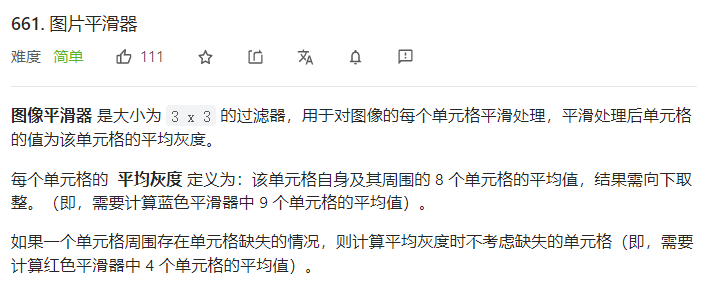 661. 图片平滑器
难度 简单 111
图像平滑器 是大小为 3 x 3 的过滤器，用于对图像的每个单元格平滑处理，平滑处理后单元格
的值为该单元格的平均灰度。
每个单元格的 平均灰度 定义为：该单元格自身及其周围的 8 个单元格的平均值，结果需向下取
整。（即，需要计算蓝色平滑器中 9 个单元格的平均值）。
如果一个单元格周围存在单元格缺失的情况，则计算平均灰度时不考虑缺失的单元格（即，需要
计算红色平滑器中 4 个单元格的平均值）。